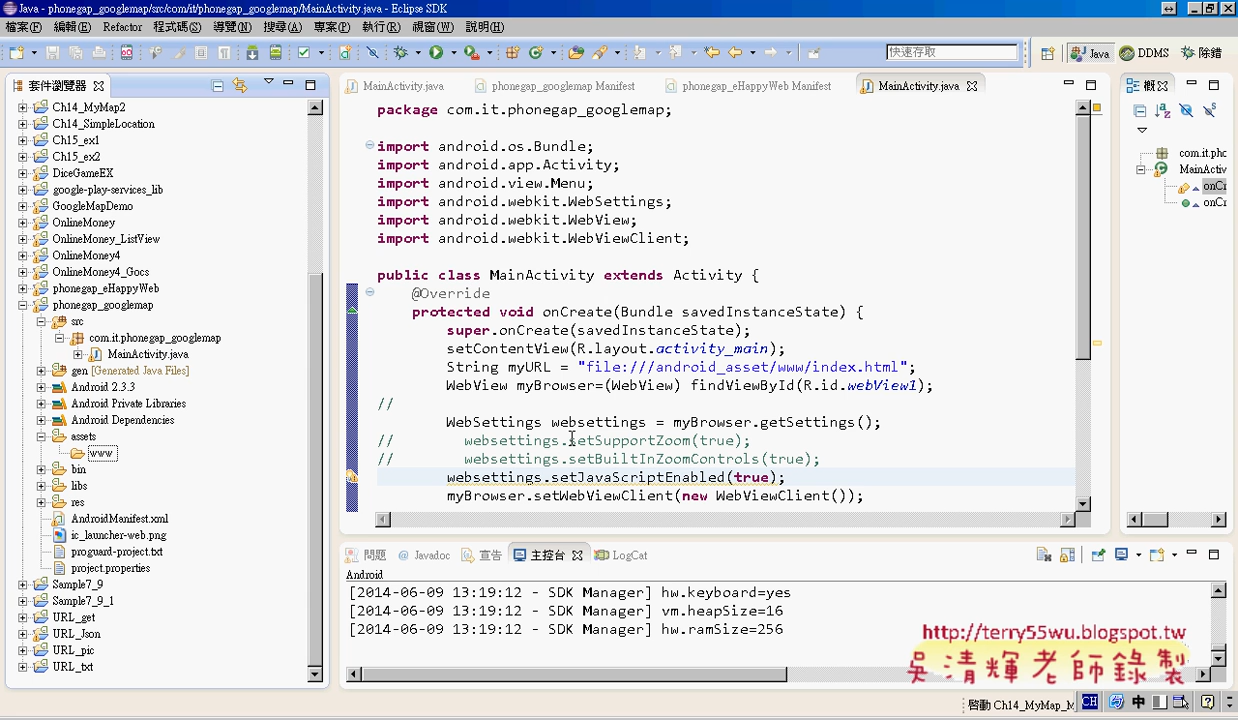 Java - phonegap_googlemap/src/com/it/phonegap_googlemap/MainActivity.java - Eclipse SDK
檔案(F) 編輯(E) Refactor 程式碼(S) 導覽(N) 搜尋(A) 專案(P) 執行(R) 視窗(W) 說明(H)
快速存取
Java DDMS 除錯
套件瀏覽器
MainActivity.java phonegap_googlemap Manifest phonegap_eHappyWeb Manifest MainActivity.java
概
Ch14_MyMap2
Ch14_SimpleLocation
Ch15_ex1
Ch15_ex2
DiceGameEX
google-play-services_lib
GoogleMapDemo
OnlineMoney
OnlineMoney_ListView
OnlineMoney4
OnlineMoney4_Gocs
phonegap_eHappyWeb
phonegap_googlemap
src
com.it.phonegap_googlemap
MainActivity.java
gen [Generated Java Files]
Android 2.3.3
Android Private Libraries
Android Dependencies
assets
www
bin
libs
res
AndroidManifest.xml
ic_launcher-web.png
proguard-project.txt
project.properties
Sample7_9
Sample7_9_1
URL_get
URL_Json
URL_pic
URL_txt
package com.it.phonegap_googlemap;
import android.os.Bundle;
import android.app.Activity;
import android.view.Menu;
import android.webkit.WebSettings;
import android.webkit.WebView;
import android.webkit.WebViewClient;
public class MainActivity extends Activity {
@Override
protected void onCreate(Bundle savedInstanceState) {
super.onCreate(savedInstanceState);
setContentView(R.layout.activity_main);
String myURL = "file:///android_asset/www/index.html";
WebView myBrowser=(WebView) findViewById(R.id.webView1);
//
WebSettings websettings = myBrowser.getSettings();
// websettings.setSupportZoom(true);
// websettings.setBuiltInZoomControls(true);
websettings.setJavaScriptEnabled(true);
myBrowser.setWebViewClient(new WebViewClient());
com.it.phc
MainActiv
onCr
onCr
問題 @ Javadoc 宣告 主控台 LogCat
Android
[2014-06-09 13:19:12 - SDK Manager] hw.keyboard=yes
[2014-06-09 13:19:12 - SDK Manager] vm.heapSize=16
[2014-06-09 13:19:12 - SDK Manager] hw.ramSize=256
http://terry55wu.blogspot.tw
吳清輝老師錄製
啟動 Ch14_MyMap_M
CH 中